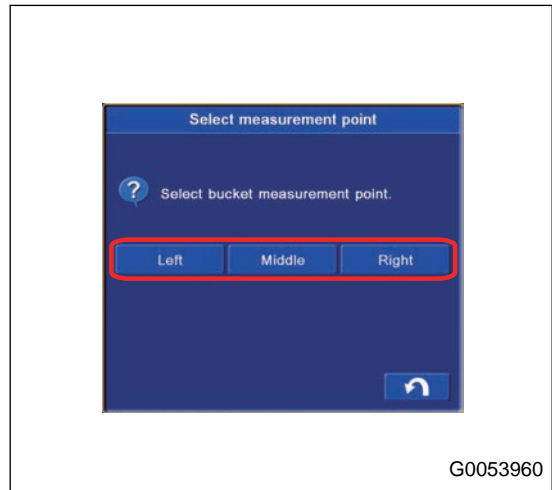 Select measurement point
Select bucket measurement point.
Left Middle Right
G0053960